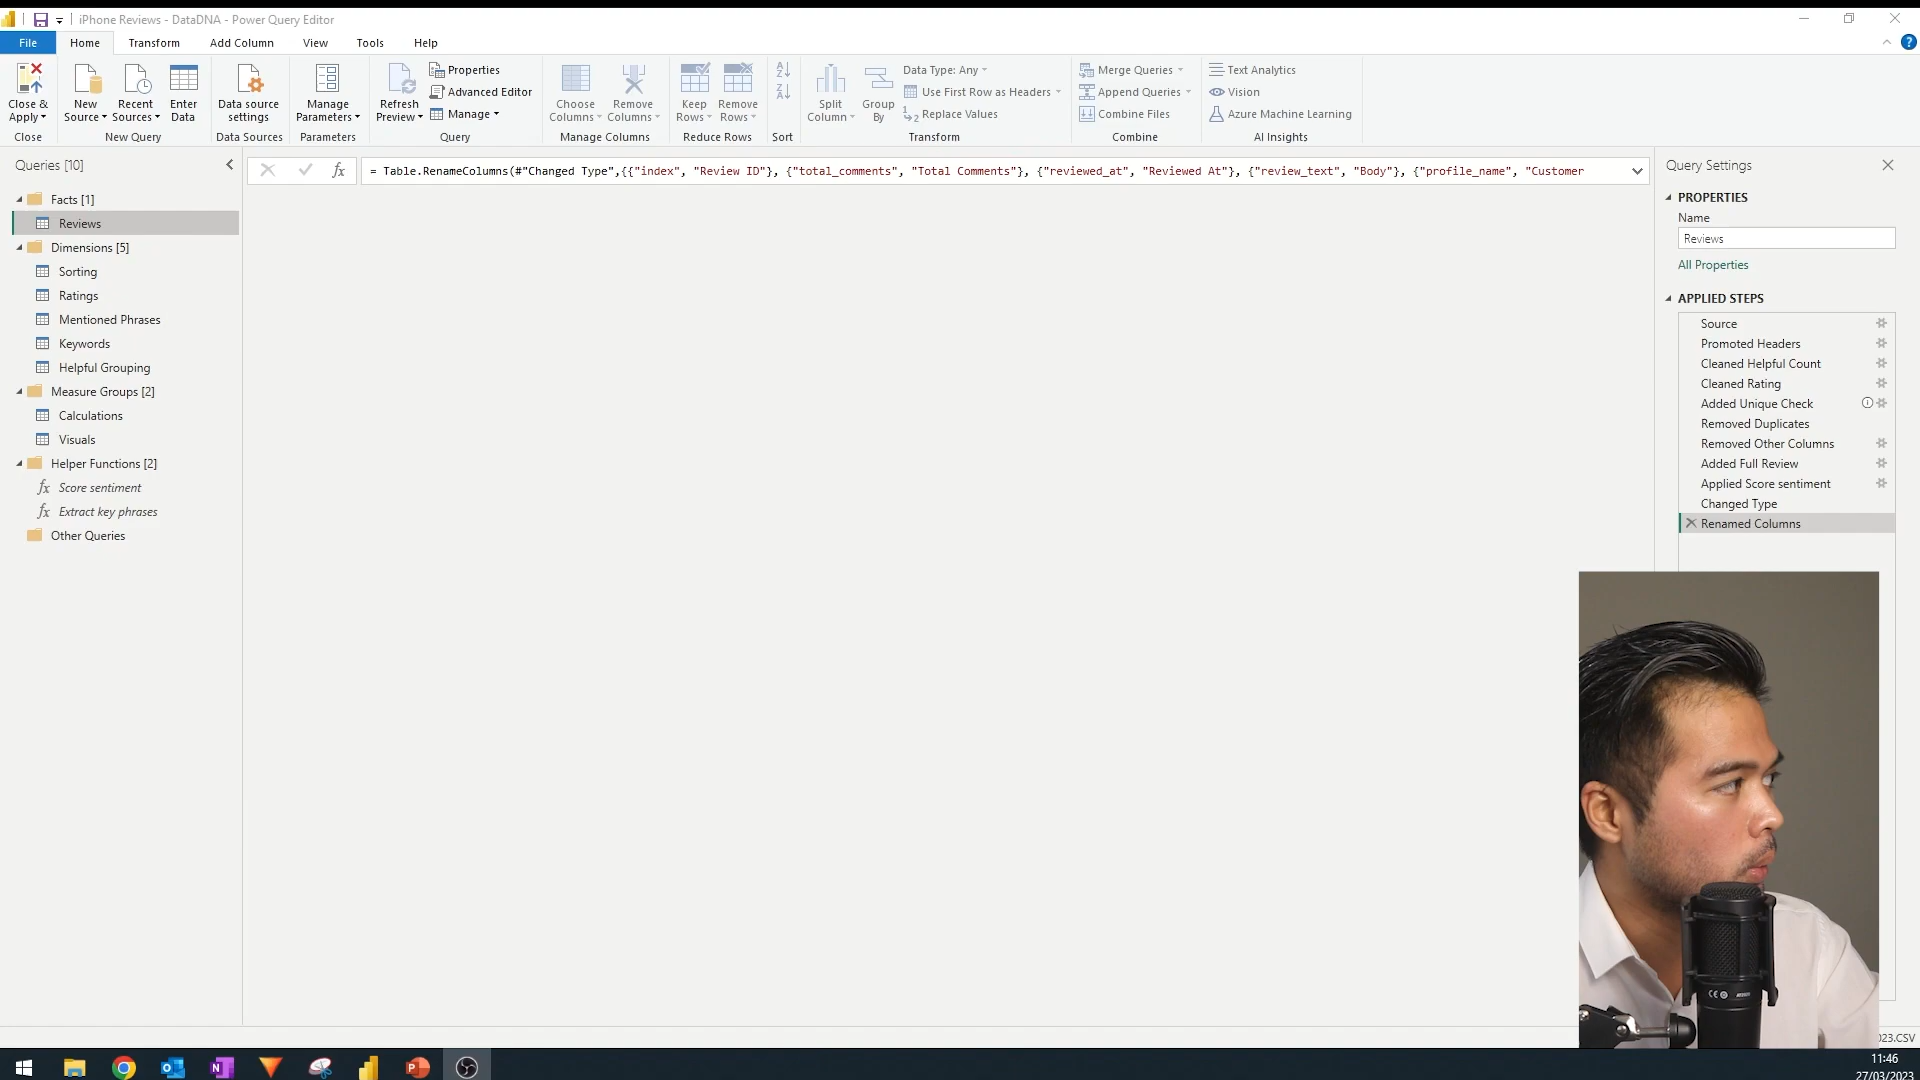 iPhone Reviews - DataDNA - Power Query Editor
File
Home
Transform
Add Column
View
Tools
Help
?
Close &
Apply
Close
New
Source
Recent
Sources
Enter
Data
New Query
Data source
settings
Data Sources
Manage
Parameters
Parameters
Refresh
Preview
Properties
Advanced Editor
Manage
Query
Choose
Columns
Remove
Columns
Manage Columns
Keep
Rows
Remove
Rows
Reduce Rows
Sort
Split
Column
Group
By
Data Type: Any
Use First Row as Headers
Replace Values
Transform
Merge Queries
Append Queries
Combine Files
Combine
Text Analytics
Vision
Azure Machine Learning
AI Insights
Queries [10]
Facts [1]
Reviews
Dimensions [5]
Sorting
Ratings
Mentioned Phrases
Keywords
Helpful Grouping
Measure Groups [2]
Calculations
Visuals
Helper Functions [2]
fx Score sentiment
fx Extract key phrases
Other Queries
fx
= Table.RenameColumns(#"Changed Type",{{"index", "Review ID"}, {"total_comments", "Total Comments"}, {"reviewed_at", "Reviewed At"}, {"review_text", "Body"}, {"profile_name", "Customer
Query Settings
PROPERTIES
Name
Reviews
All Properties
APPLIED STEPS
Source
Promoted Headers
Cleaned Helpful Count
Cleaned Rating
Added Unique Check
Removed Duplicates
Removed Other Columns
Added Full Review
Applied Score sentiment
Changed Type
Renamed Columns
023.CSV
11:46
27/03/2023